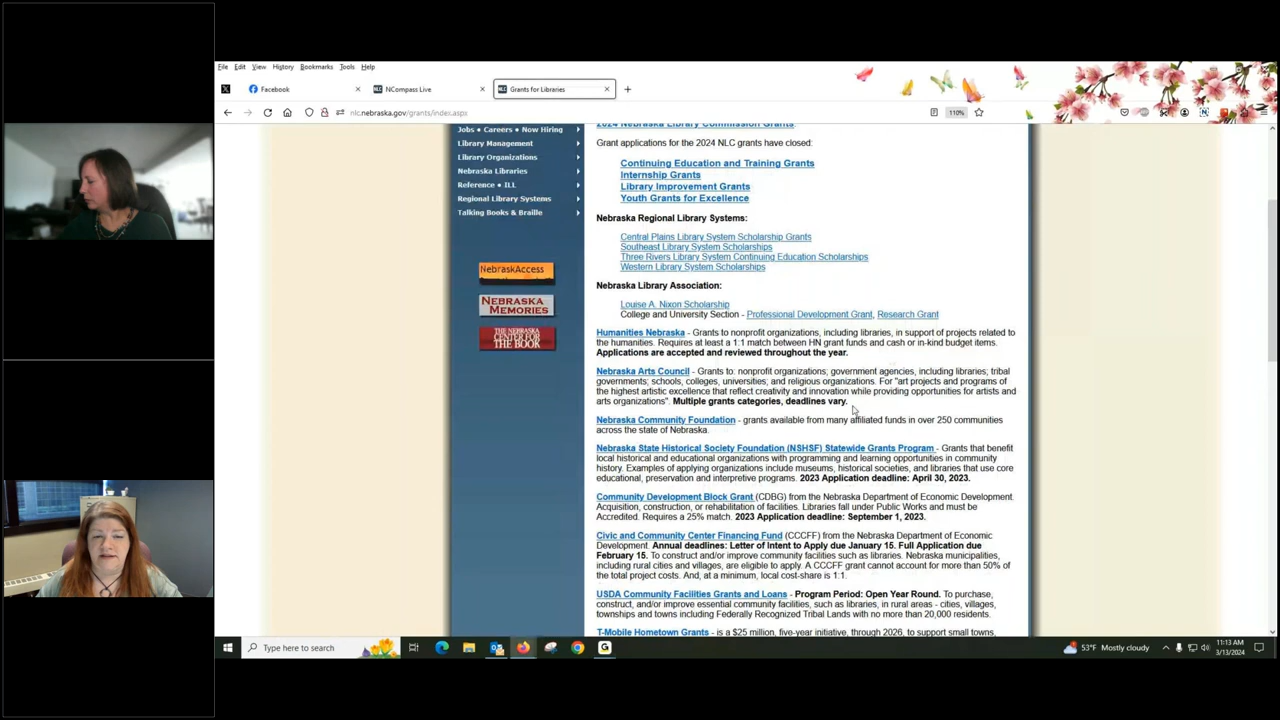 File Edit View History Bookmarks Tools Help
Facebook
NCompass Live
Grants for Libraries
nlc.nebraska.gov/grants/index.aspx
110%
Jobs • Careers • Now Hiring
Library Management
Library Organizations
Nebraska Libraries
Reference • ILL
Regional Library Systems
Talking Books & Braille
NebraskAccess
NEBRASKA
MEMORIES
THE NEBRASKA
CENTER FOR
THE BOOK
2024 Nebraska Library Commission Grants
Grant applications for the 2024 NLC grants have closed:
Continuing Education and Training Grants
Internship Grants
Library Improvement Grants
Youth Grants for Excellence
Nebraska Regional Library Systems:
Central Plains Library System Scholarship Grants
Southeast Library System Scholarships
Three Rivers Library System Continuing Education Scholarships
Western Library System Scholarships
Nebraska Library Association:
Louise A. Nixon Scholarship
College and University Section - Professional Development Grant, Research Grant
Humanities Nebraska - Grants to nonprofit organizations, including libraries, in support of projects related to
the humanities. Requires at least a 1:1 match between HN grant funds and cash or in-kind budget items.
Applications are accepted and reviewed throughout the year.
Nebraska Arts Council - Grants to: nonprofit organizations; government agencies, including libraries; tribal
governments; schools, colleges, universities; and religious organizations. For "art projects and programs of
the highest artistic excellence that reflect creativity and innovation while providing opportunities for artists and
arts organizations". Multiple grants categories, deadlines vary.
Nebraska Community Foundation - grants available from many affiliated funds in over 250 communities
across the state of Nebraska.
Nebraska State Historical Society Foundation (NSHSF) Statewide Grants Program - Grants that benefit
local historical and educational organizations with programming and learning opportunities in community
history. Examples of applying organizations include museums, historical societies, and libraries that use core
educational, preservation and interpretive programs. 2023 Application deadline: April 30, 2023.
Community Development Block Grant (CDBG) from the Nebraska Department of Economic Development.
Acquisition, construction, or rehabilitation of facilities. Libraries fall under Public Works and must be
Accredited. Requires a 25% match. 2023 Application deadline: September 1, 2023.
Civic and Community Center Financing Fund (CCCFF) from the Nebraska Department of Economic
Development. Annual deadlines: Letter of Intent to Apply due January 15. Full Application due
February 15. To construct and/or improve community facilities such as libraries. Nebraska municipalities,
including rural cities and villages, are eligible to apply. A CCCFF grant cannot account for more than 50% of
the total project costs. And, at a minimum, local cost-share is 1:1.
USDA Community Facilities Grants and Loans - Program Period: Open Year Round. To purchase,
construct, and/or improve essential community facilities, such as libraries, in rural areas - cities, villages,
townships and towns including Federally Recognized Tribal Lands with no more than 20,000 residents.
T-Mobile Hometown Grants - is a $25 million, five-year initiative, through 2026, to support small towns,
Type here to search
53°F Mostly cloudy
11:13 AM
3/13/2024